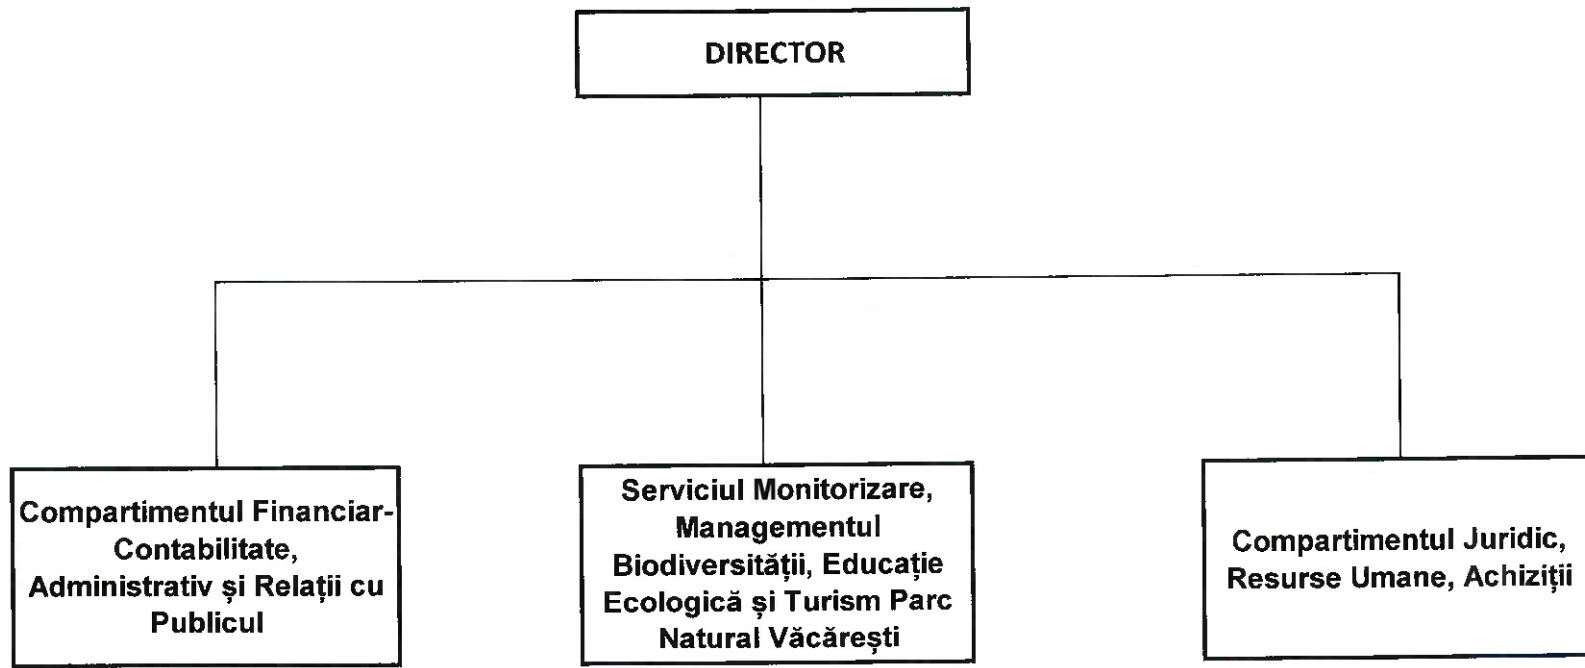 DIRECTOR
Compartimentul Financiar-
Contabilitate,
Administrativ și Relații cu
Publicul
Serviciul Monitorizare,
Managementul
Biodiversității, Educație
Ecologică și Turism Parc
Natural Văcărești
Compartimentul Juridic,
Resurse Umane, Achiziții